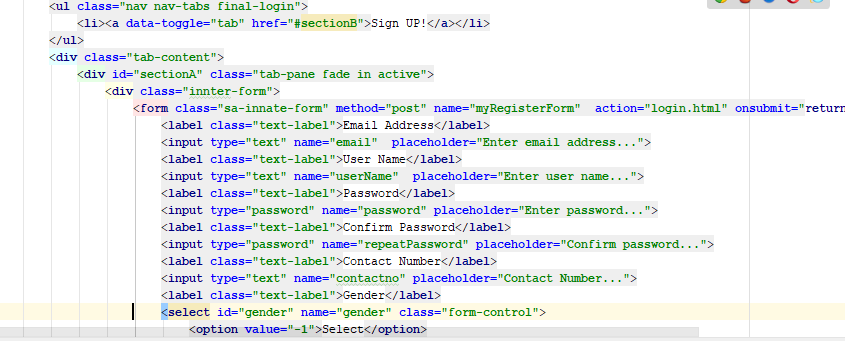 <ul class="nav nav-tabs final-login">
<li><a data-toggle="tab" href="#sectionB">Sign UP!</a></li>
</ul>
<div class="tab-content">
<div id="sectionA" class="tab-pane fade in active">
<div class="innter-form">
<form class="sa-innate-form" method="post" name="myRegisterForm"  action="login.html" onsubmit="return
<label class="text-label">Email Address</label>
<input type="text" name="email"  placeholder="Enter email address...">
<label class="text-label">User Name</label>
<input type="text" name="userName"  placeholder="Enter user name...">
<label class="text-label">Password</label>
<input type="password" name="password" placeholder="Enter password...">
<label class="text-label">Confirm Password</label>
<input type="password" name="repeatPassword" placeholder="Confirm password...">
<label class="text-label">Contact Number</label>
<input type="text" name="contactno" placeholder="Contact Number...">
<label class="text-label">Gender</label>
<select id="gender" name="gender" class="form-control">
<option value="-1">Select</option>